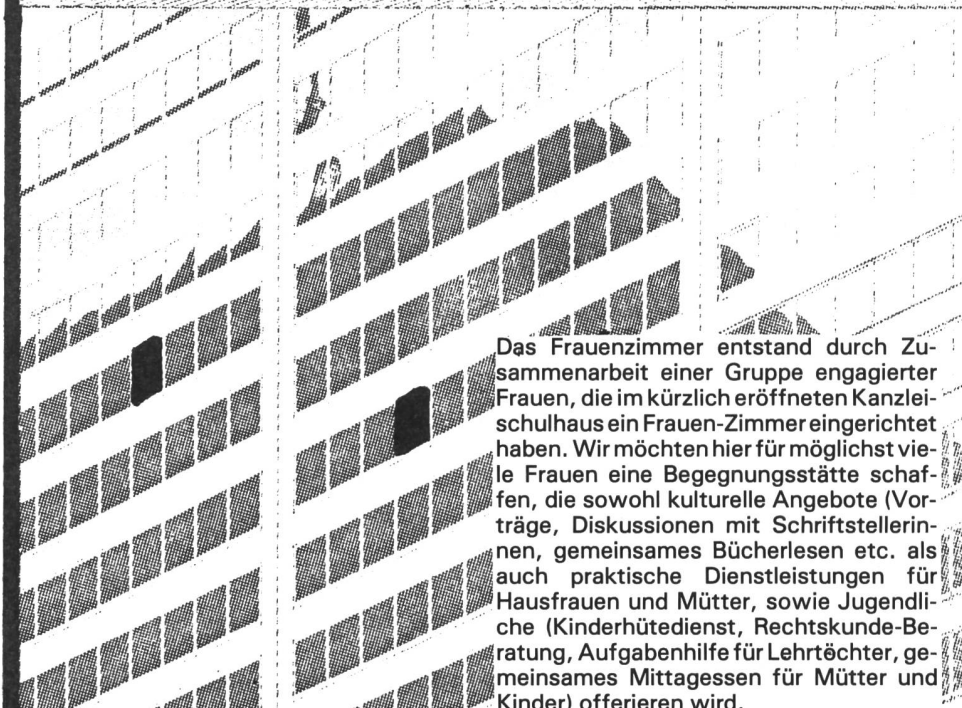 Das Frauenzimmer entstand durch Zu-
sammenarbeit einer Gruppe engagierter
Frauen, die im kürzlich eröffneten Kanzlei-
schulhaus ein Frauen-Zimmer eingerichtet
haben. Wir möchten hier für möglichst vie-
le Frauen eine Begegnungsstätte schaf-
fen, die sowohl kulturelle Angebote (Vor-
träge, Diskussionen mit Schriftstellerin-
nen, gemeinsames Bücherlesen etc. als
auch praktische Dienstleistungen für
Hausfrauen und Mütter, sowie Jugendli-
che (Kinderhütedienst, Rechtskunde-Be-
ratung, Aufgabenhilfe für Lehrtöchter, ge-
meinsames Mittagessen für Mütter und
Kinder) offerieren wird.